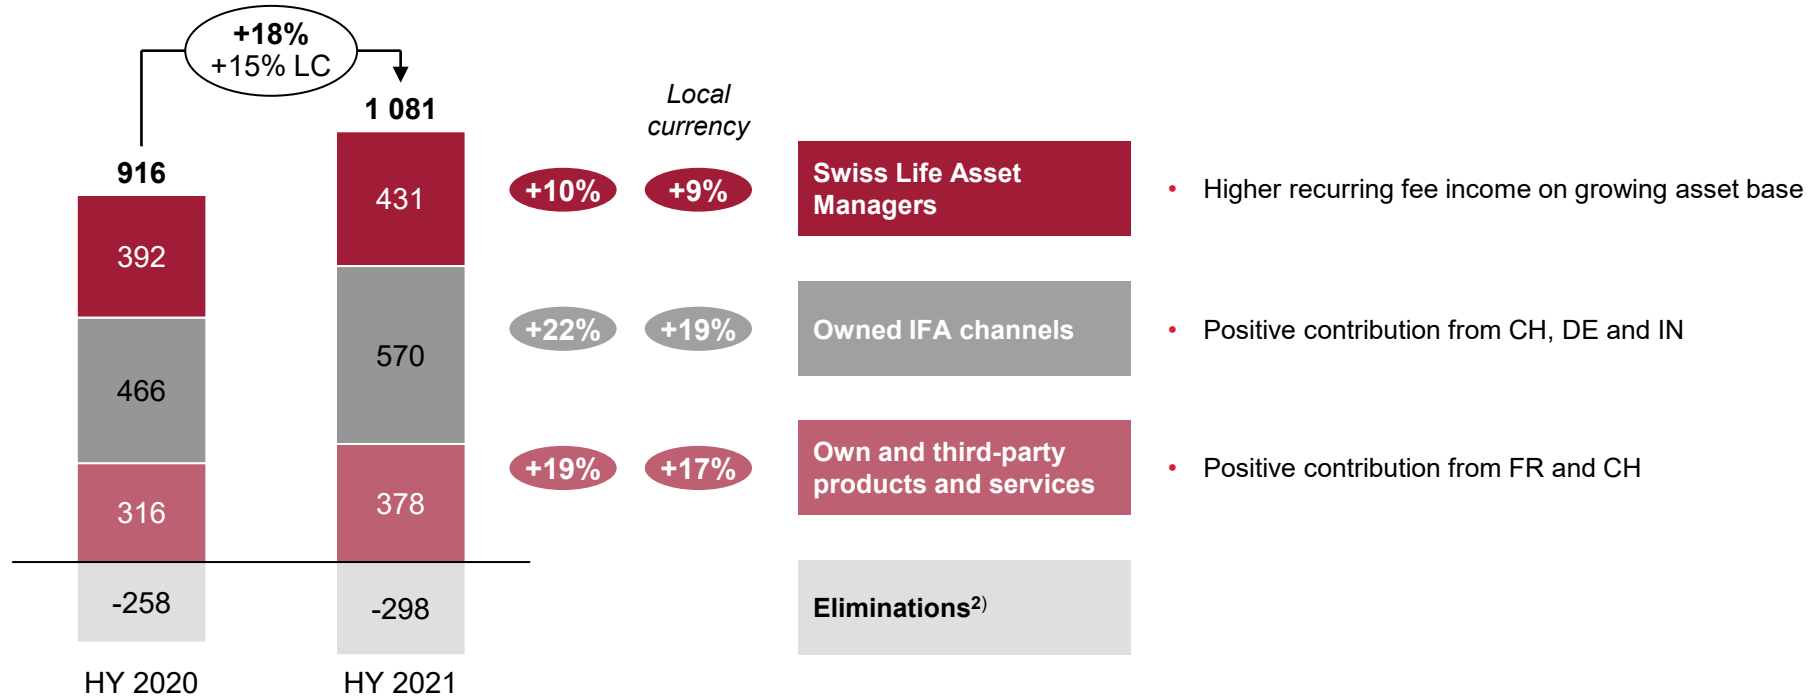 +18%
+15% LC
1 081
916
Local
currency
431
392
+10%
+9%
Swiss Life Asset
Managers
• Higher recurring fee income on growing asset base
570
466
+22%
+19%
Owned IFA channels
• Positive contribution from CH, DE and IN
378
316
+19%
+17%
Own and third-party
products and services
• Positive contribution from FR and CH
-258
-298
Eliminations²⁾
HY 2020
HY 2021